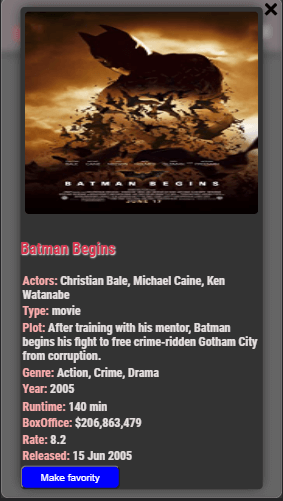 BATMAN BEGINS
JUNE 17
Batman Begins
Actors: Christian Bale, Michael Caine, Ken
Watanabe
Type: movie
Plot: After training with his mentor, Batman
begins his fight to free crime-ridden Gotham City
from corruption.
Genre: Action, Crime, Drama
Year: 2005
Runtime: 140 min
BoxOffice: $206,863,479
Rate: 8.2
Released: 15 Jun 2005
Make favority